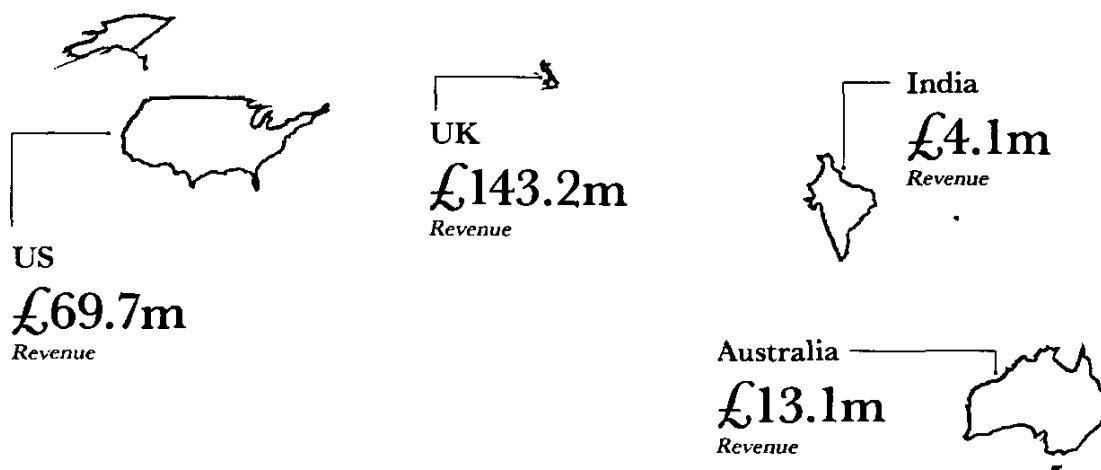 US
£69.7m
Revenue
UK
£143.2m
Revenue
India
£4.1m
Revenue
Australia
£13.1m
Revenue